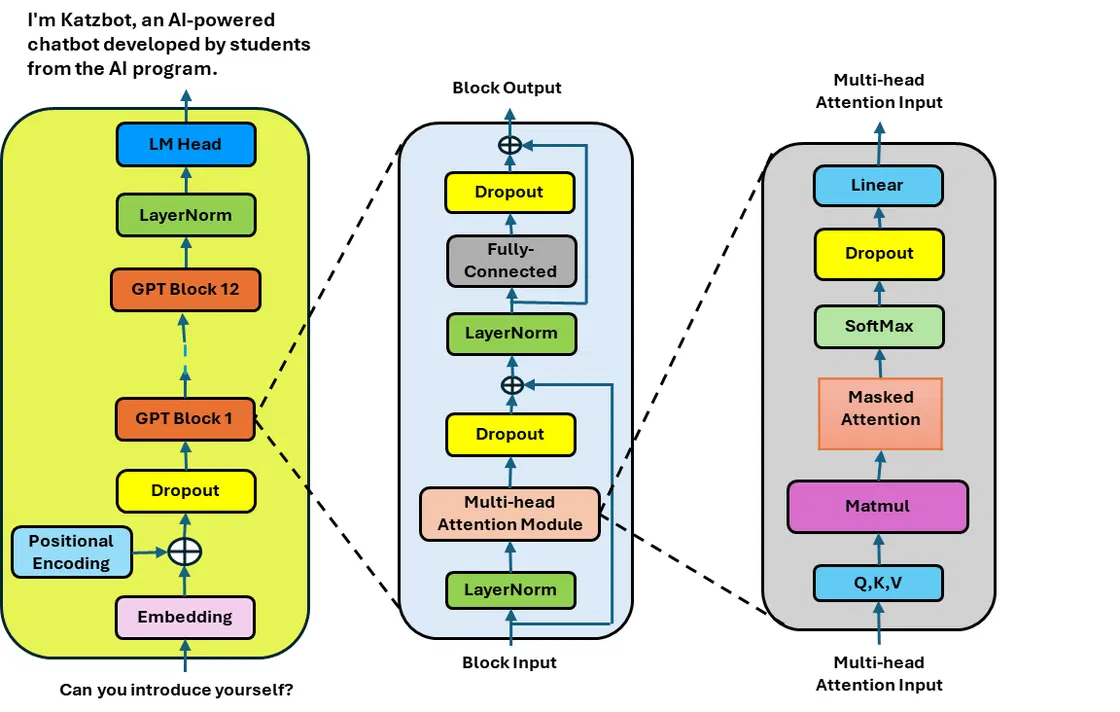 I'm Katzbot, an AI-powered
chatbot developed by students
from the AI program.
LM Head
LayerNorm
GPT Block 12
GPT Block 1
Dropout
Positional
Encoding
Embedding
Can you introduce yourself?
Block Output
Dropout
Fully-
Connected
LayerNorm
Dropout
Multi-head
Attention Module
LayerNorm
Block Input
Multi-head
Attention Input
Linear
Dropout
SoftMax
Masked
Attention
Matmul
Q,K,V
Multi-head
Attention Input